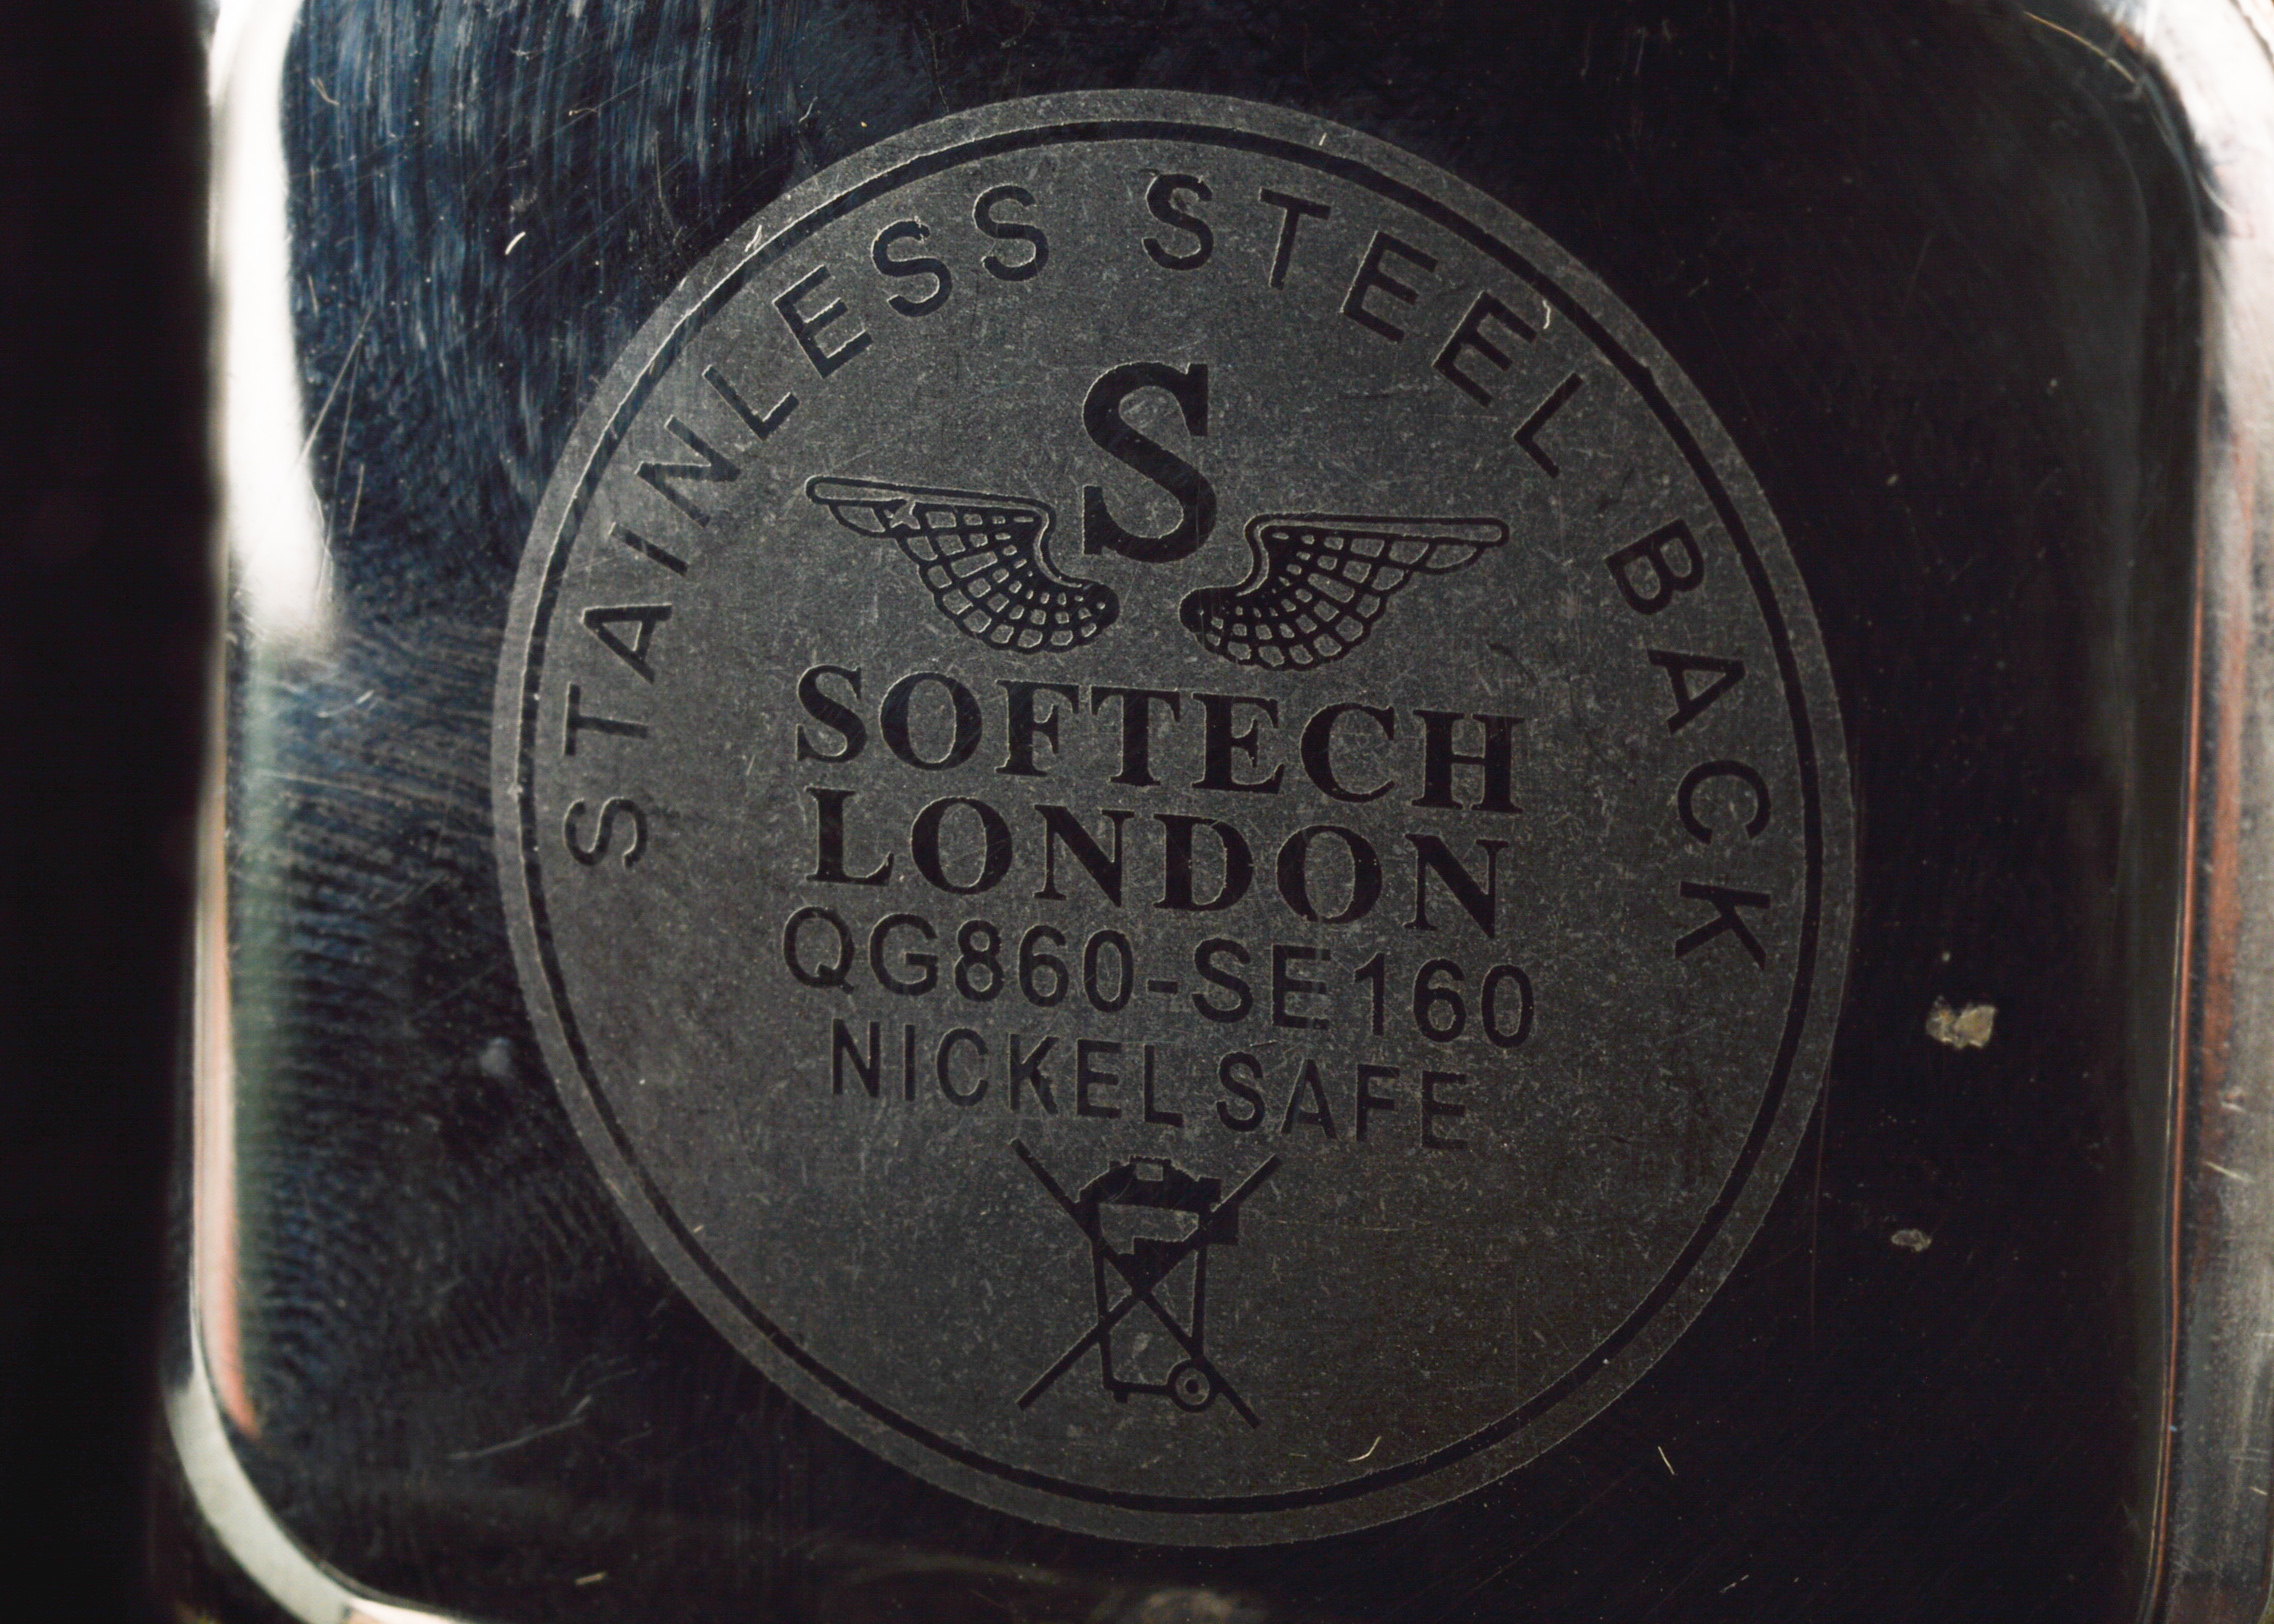 STAINLESS STEEL BACK
S
SOFTECH
LONDON
QG860-SE160
NICKEL SAFE